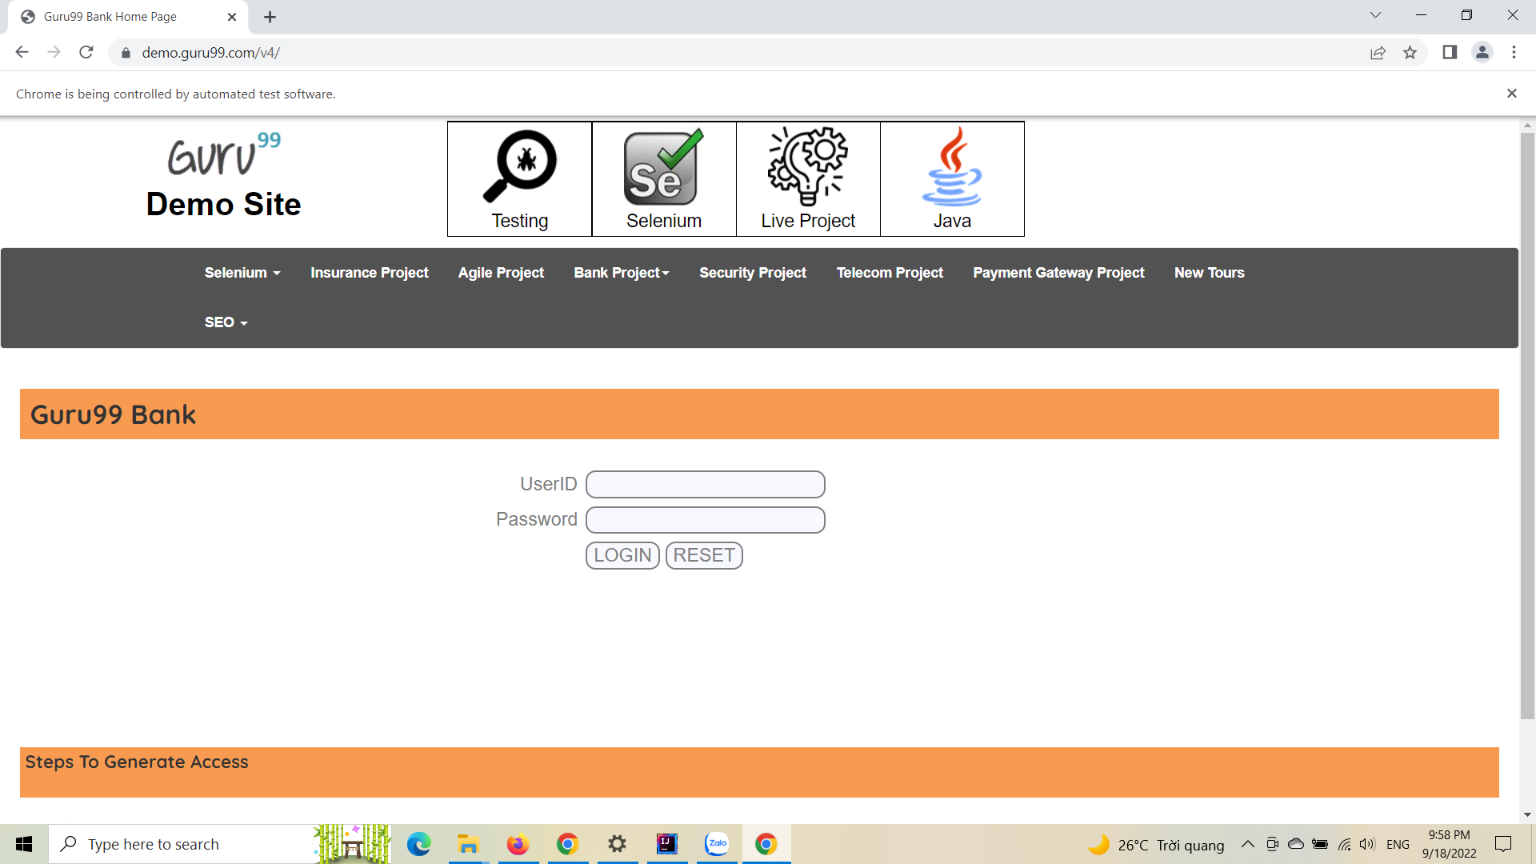 Guru99 Bank Home Page
demo.guru99.com/v4/
Chrome is being controlled by automated test software.
Guru99
Demo Site
Testing
Se
Selenium
Live Project
Java
Selenium
Insurance Project
Agile Project
Bank Project
Security Project
Telecom Project
Payment Gateway Project
New Tours
SEO
Guru99 Bank
UserID
Password
LOGIN
RESET
Steps To Generate Access
Type here to search
IJ
Zalo
26°C Trời quang
ENG
9:58 PM
9/18/2022